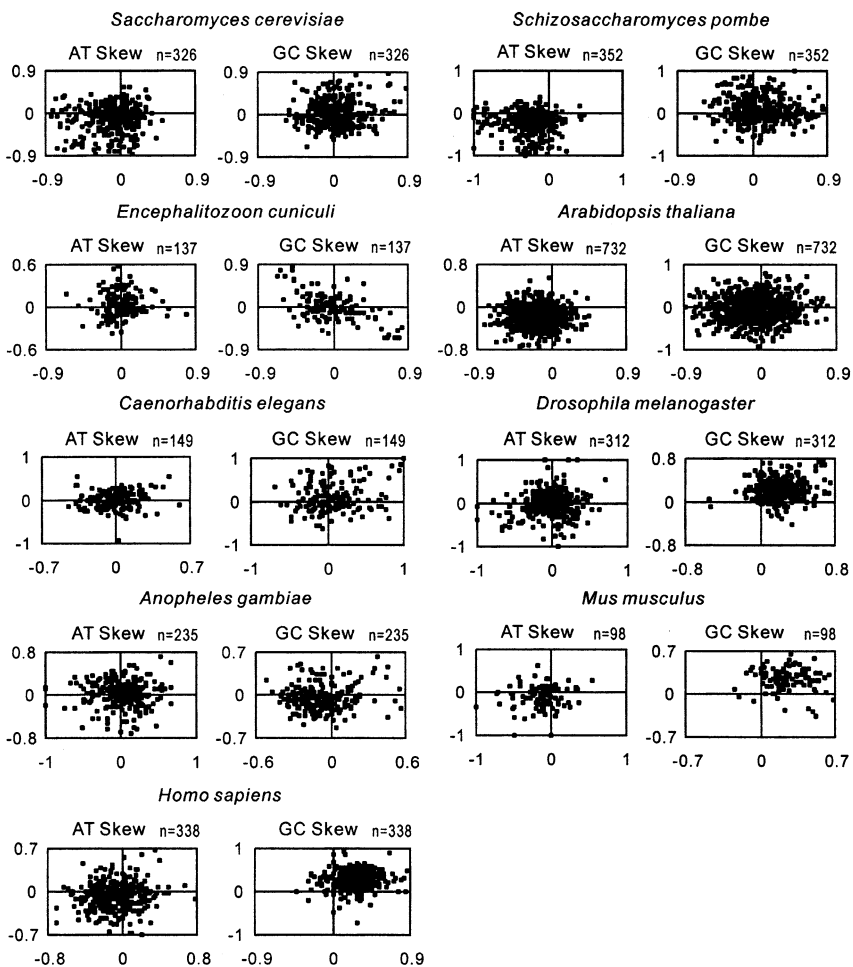 Saccharomyces cerevisiae
AT Skew n=326
0.9
0
-0.9
-0.9 0 0.9
GC Skew n=326
0.9
0
-0.9
-0.9 0 0.9
Schizosaccharomyces pombe
AT Skew n=352
1
0
-1
-1 0 1
GC Skew n=352
1
0
-1
-0.9 0 0.9
Encephalitozoon cuniculi
AT Skew n=137
0.6
0
-0.6
-0.9 0 0.9
GC Skew n=137
0.9
0
-0.9
-0.9 0 0.9
Arabidopsis thaliana
AT Skew n=732
0.8
0
-0.8
-0.9 0 0.9
GC Skew n=732
1
0
-1
-0.9 0 0.9
Caenorhabditis elegans
AT Skew n=149
1
0
-1
-0.7 0 0.7
GC Skew n=149
1
0
-1
-1 0 1
Drosophila melanogaster
AT Skew n=312
1
0
-1
-1 0 1
GC Skew n=312
0.8
0
-0.8
-0.8 0 0.8
Anopheles gambiae
AT Skew n=235
0.8
0
-0.8
-1 0 1
GC Skew n=235
0.7
0
-0.7
-0.6 0 0.6
Mus musculus
AT Skew n=98
1
0
-1
-1 0 1
GC Skew n=98
0.7
0
-0.7
-0.7 0 0.7
Homo sapiens
AT Skew n=338
0.7
0
-0.7
-0.8 0 0.8
GC Skew n=338
1
0
-1
-0.9 0 0.9